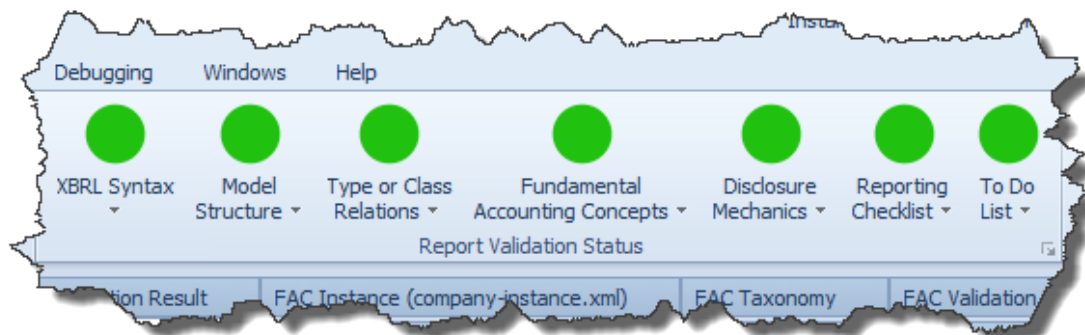 Debugging Windows Help
XBRL Syntax
Model
Structure
Type or Class
Relations
Fundamental
Accounting Concepts
Disclosure
Mechanics
Reporting
Checklist
To Do
List
Report Validation Status
Result FAC Instance (company-instance.xml) FAC Taxonomy FAC Validation